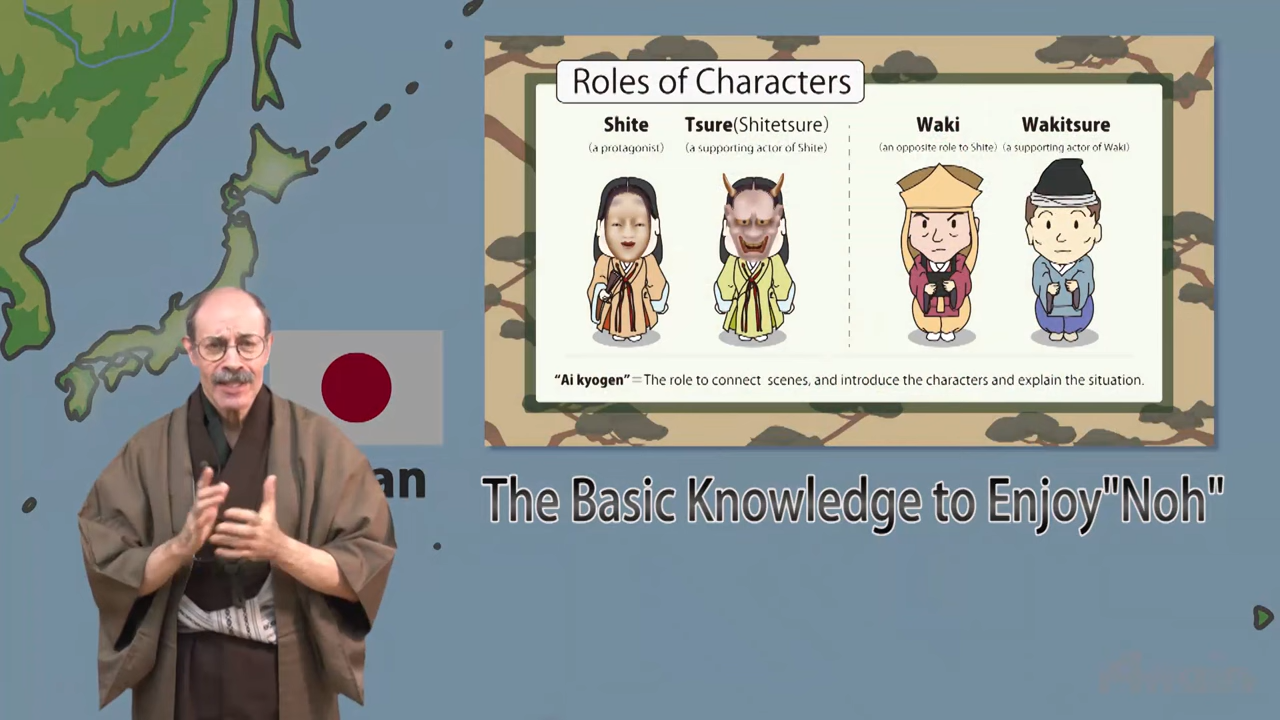 Roles of Characters
Shite Tsure(Shitetsure) Waki Wakitsure
(a protagonist) (a supporting actor of Shite) (an opposite role to Shite) (a supporting actor of Waki)
“Ai kyogen”=The role to connect scenes, and introduce the characters and explain the situation.
an
The Basic Knowledge to Enjoy"Noh"